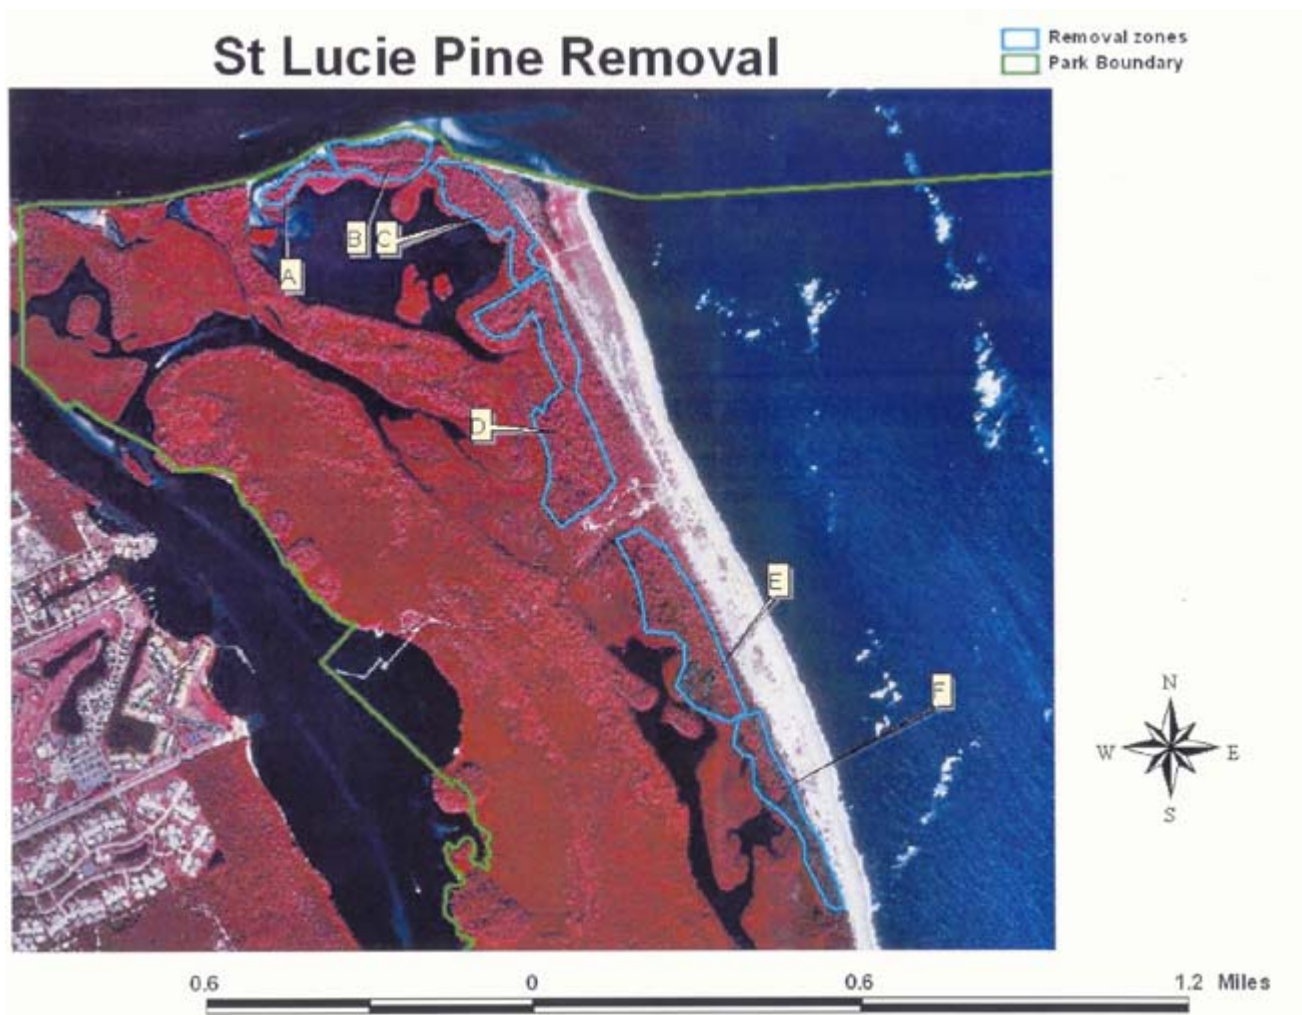 St Lucie Pine Removal
Removal zones
Park Boundary
B C
A
D
E
F
N
W E
S
0.6 0 0.6 1.2 Miles